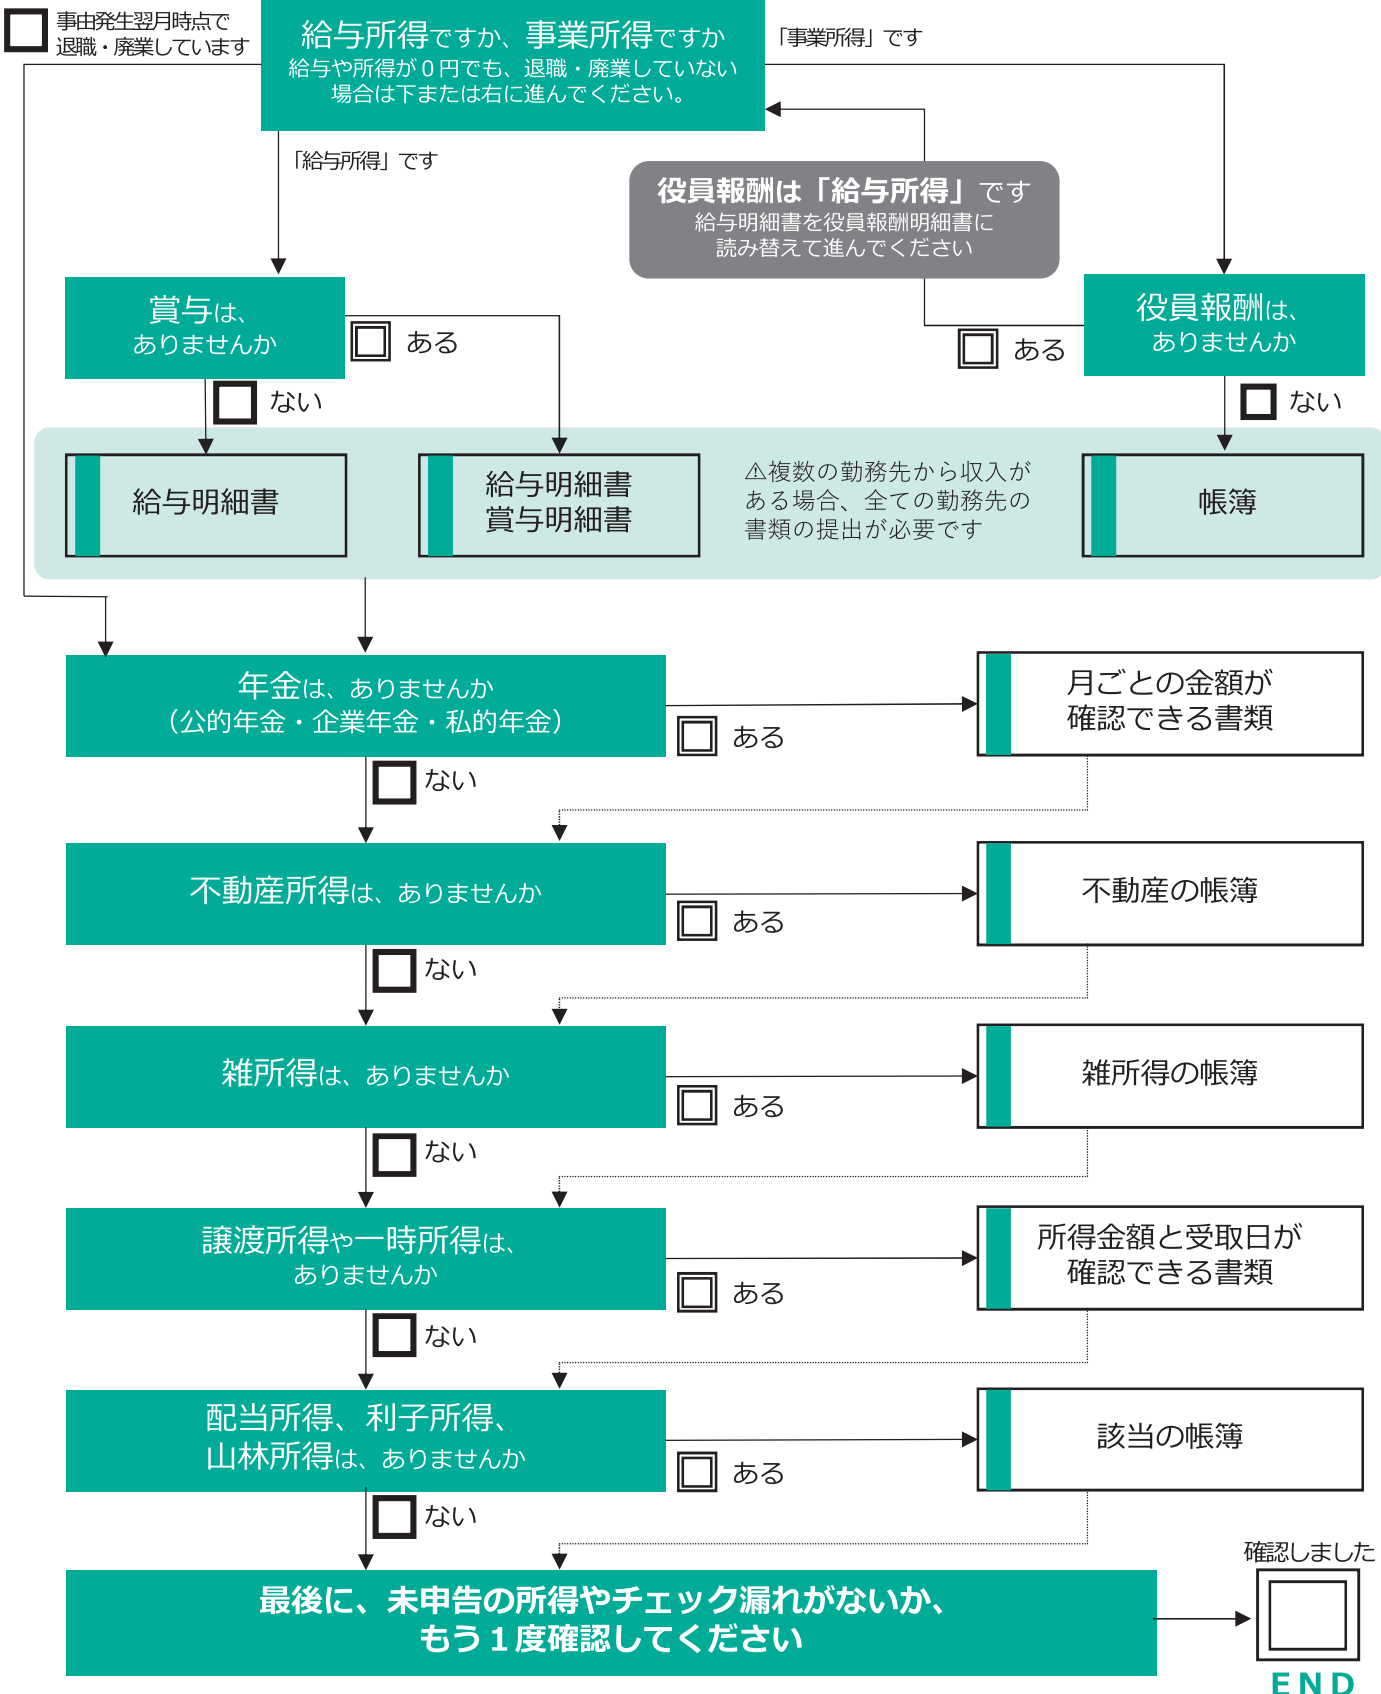 事由発生翌月時点で
退職・廃業しています
給与所得ですか、事業所得ですか
給与や所得が０円でも、退職・廃業していない
場合は下または右に進んでください。
「事業所得」です
「給与所得」です
役員報酬は「給与所得」です
給与明細書を役員報酬明細書に
読み替えて進んでください
賞与は、
ありませんか
ある
ない
役員報酬は、
ありませんか
ある
ない
給与明細書
給与明細書
賞与明細書
⚠複数の勤務先から収入が
ある場合、全ての勤務先の
書類の提出が必要です
帳簿
年金は、ありませんか
（公的年金・企業年金・私的年金）
ある
月ごとの金額が
確認できる書類
ない
不動産所得は、ありませんか
ある
不動産の帳簿
ない
雑所得は、ありませんか
ある
雑所得の帳簿
ない
譲渡所得や一時所得は、
ありませんか
ある
所得金額と受取日が
確認できる書類
ない
配当所得、利子所得、
山林所得は、ありませんか
ある
該当の帳簿
ない
最後に、未申告の所得やチェック漏れがないか、
もう１度確認してください
確認しました
END